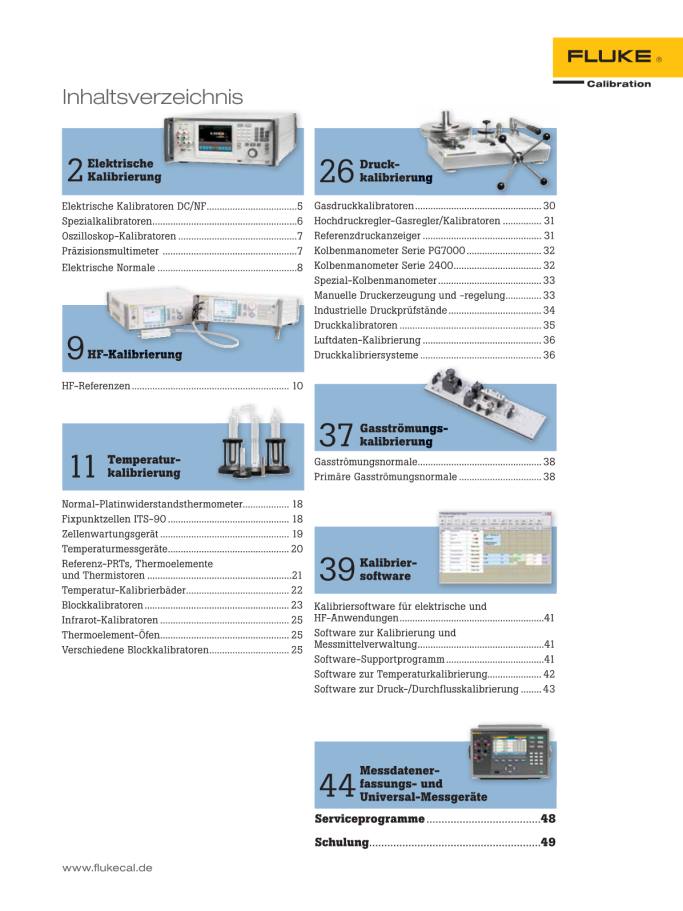 FLUKE ®
Calibration
Inhaltsverzeichnis
2 Elektrische
Kalibrierung
Elektrische Kalibratoren DC/NF..................................5
Spezialkalibratoren.......................................................6
Oszilloskop-Kalibratoren .............................................7
Präzisionsmultimeter ...................................................7
Elektrische Normale .....................................................8
9 HF-Kalibrierung
HF-Referenzen ............................................................ 10
11 Temperatur-
kalibrierung
Normal-Platinwiderstandsthermometer.................. 18
Fixpunktzellen ITS-90 ............................................... 18
Zellenwartungsgerät .................................................. 19
Temperaturmessgeräte............................................... 20
Referenz-PRTs, Thermoelemente
und Thermistoren .......................................................21
Temperatur-Kalibrierbäder........................................ 22
Blockkalibratoren ........................................................ 23
Infrarot-Kalibratoren .................................................. 25
Thermoelement-Öfen.................................................. 25
Verschiedene Blockkalibratoren............................... 25
26 Druck-
kalibrierung
Gasdruckkalibratoren ................................................. 30
Hochdruckregler-Gasregler/Kalibratoren ............... 31
Referenzdruckanzeiger .............................................. 31
Kolbenmanometer Serie PG7000 ............................. 32
Kolbenmanometer Serie 2400.................................. 32
Spezial-Kolbenmanometer ........................................ 33
Manuelle Druckerzeugung und -regelung.............. 33
Industrielle Druckprüfstände .................................... 34
Druckkalibratoren ....................................................... 35
Luftdaten-Kalibrierung .............................................. 36
Druckkalibriersysteme ............................................... 36
37 Gasströmungs-
kalibrierung
Gasströmungsnormale................................................ 38
Primäre Gasströmungsnormale ................................ 38
39 Kalibrier-
software
Kalibriersoftware für elektrische und
HF-Anwendungen.......................................................41
Software zur Kalibrierung und
Messmittelverwaltung................................................41
Software-Supportprogramm .....................................41
Software zur Temperaturkalibrierung..................... 42
Software zur Druck-/Durchflusskalibrierung ........ 43
44 Messdatener-
fassungs- und
Universal-Messgeräte
Serviceprogramme ......................................48
Schulung........................................................49
www.flukecal.de